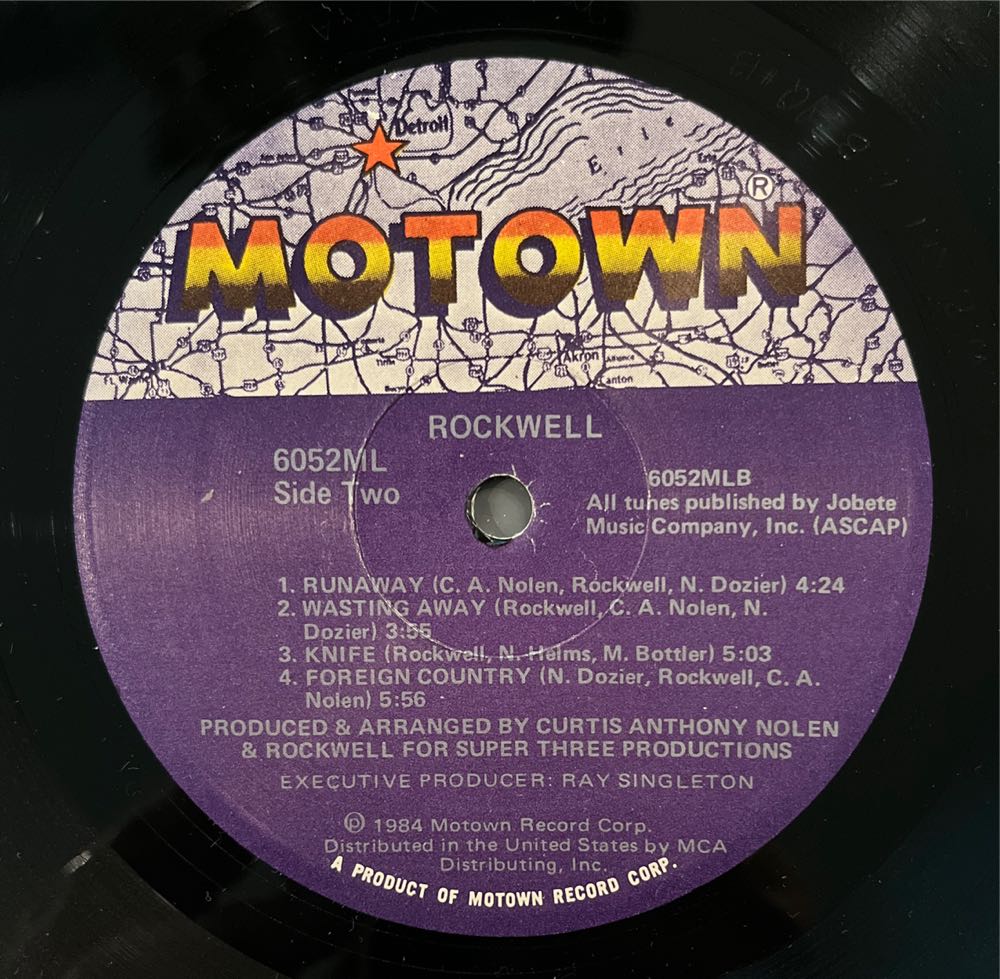 Detroit
E r i e
Erie
®
MOTOWN
Akron
Alliance
Canton
ROCKWELL
6052ML
Side Two
6052MLB
All tunes published by Jobete
Music Company, Inc. (ASCAP)
1. RUNAWAY (C. A. Nolen, Rockwell, N. Dozier) 4:24
2. WASTING AWAY (Rockwell, C. A. Nolen, N.
Dozier) 3:55
3. KNIFE (Rockwell, N. Helms, M. Bottler) 5:03
4. FOREIGN COUNTRY (N. Dozier, Rockwell, C. A.
Nolen) 5:56
PRODUCED & ARRANGED BY CURTIS ANTHONY NOLEN
& ROCKWELL FOR SUPER THREE PRODUCTIONS
EXECUTIVE PRODUCER: RAY SINGLETON
℗ 1984 Motown Record Corp.
Distributed in the United States by MCA
Distributing, Inc.
A PRODUCT OF MOTOWN RECORD CORP.